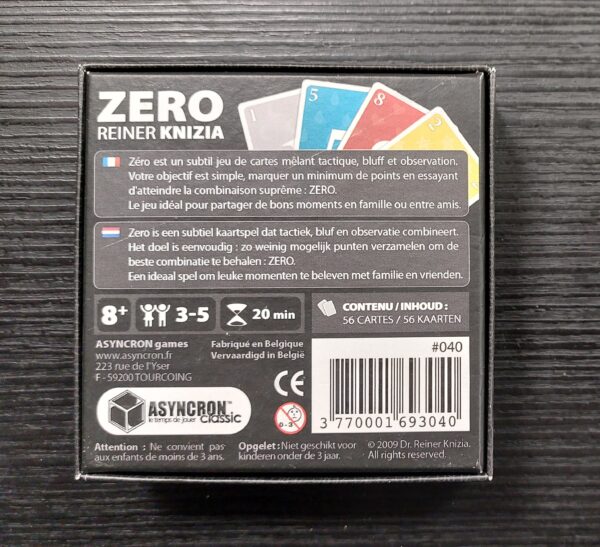 ZERO
REINER KNIZIA
1
5
8
2
Zéro est un subtil jeu de cartes mêlant tactique, bluff et observation.
Votre objectif est simple, marquer un minimum de points en essayant
d'atteindre la combinaison suprême : ZERO.
Le jeu idéal pour partager de bons moments en famille ou entre amis.
Zero is een subtiel kaartspel dat tactiek, bluf en observatie combineert.
Het doel is eenvoudig : zo weinig mogelijk punten verzamelen om de
beste combinatie te behalen : ZERO.
Een ideaal spel om leuke momenten te beleven met familie en vrienden.
8+
3-5
20 min
CONTENU / INHOUD :
56 CARTES / 56 KAARTEN
ASYNCRON games
www.asyncron.fr
223 rue de l'Yser
F - 59200 TOURCOING
Fabriqué en Belgique
Vervaardigd in België
#040
CE
0-3
3 770001 693040
ASYNCRON™
le temps de jouer classic
Attention : Ne convient pas
aux enfants de moins de 3 ans.
Opgelet : Niet geschikt voor
kinderen onder de 3 jaar.
© 2009 Dr. Reiner Knizia.
All rights reserved.